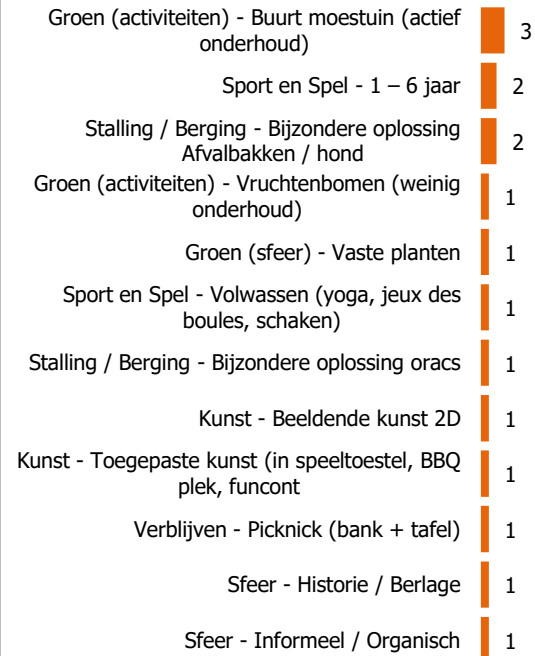 Groen (activiteiten) - Buurt moestuin (actief
onderhoud)
3
Sport en Spel - 1 – 6 jaar
2
Stalling / Berging - Bijzondere oplossing
Afvalbakken / hond
2
Groen (activiteiten) - Vruchtenbomen (weinig
onderhoud)
1
Groen (sfeer) - Vaste planten
1
Sport en Spel - Volwassen (yoga, jeux des
boules, schaken)
1
Stalling / Berging - Bijzondere oplossing oracs
1
Kunst - Beeldende kunst 2D
1
Kunst - Toegepaste kunst (in speeltoestel, BBQ
plek, funcont
1
Verblijven - Picknick (bank + tafel)
1
Sfeer - Historie / Berlage
1
Sfeer - Informeel / Organisch
1